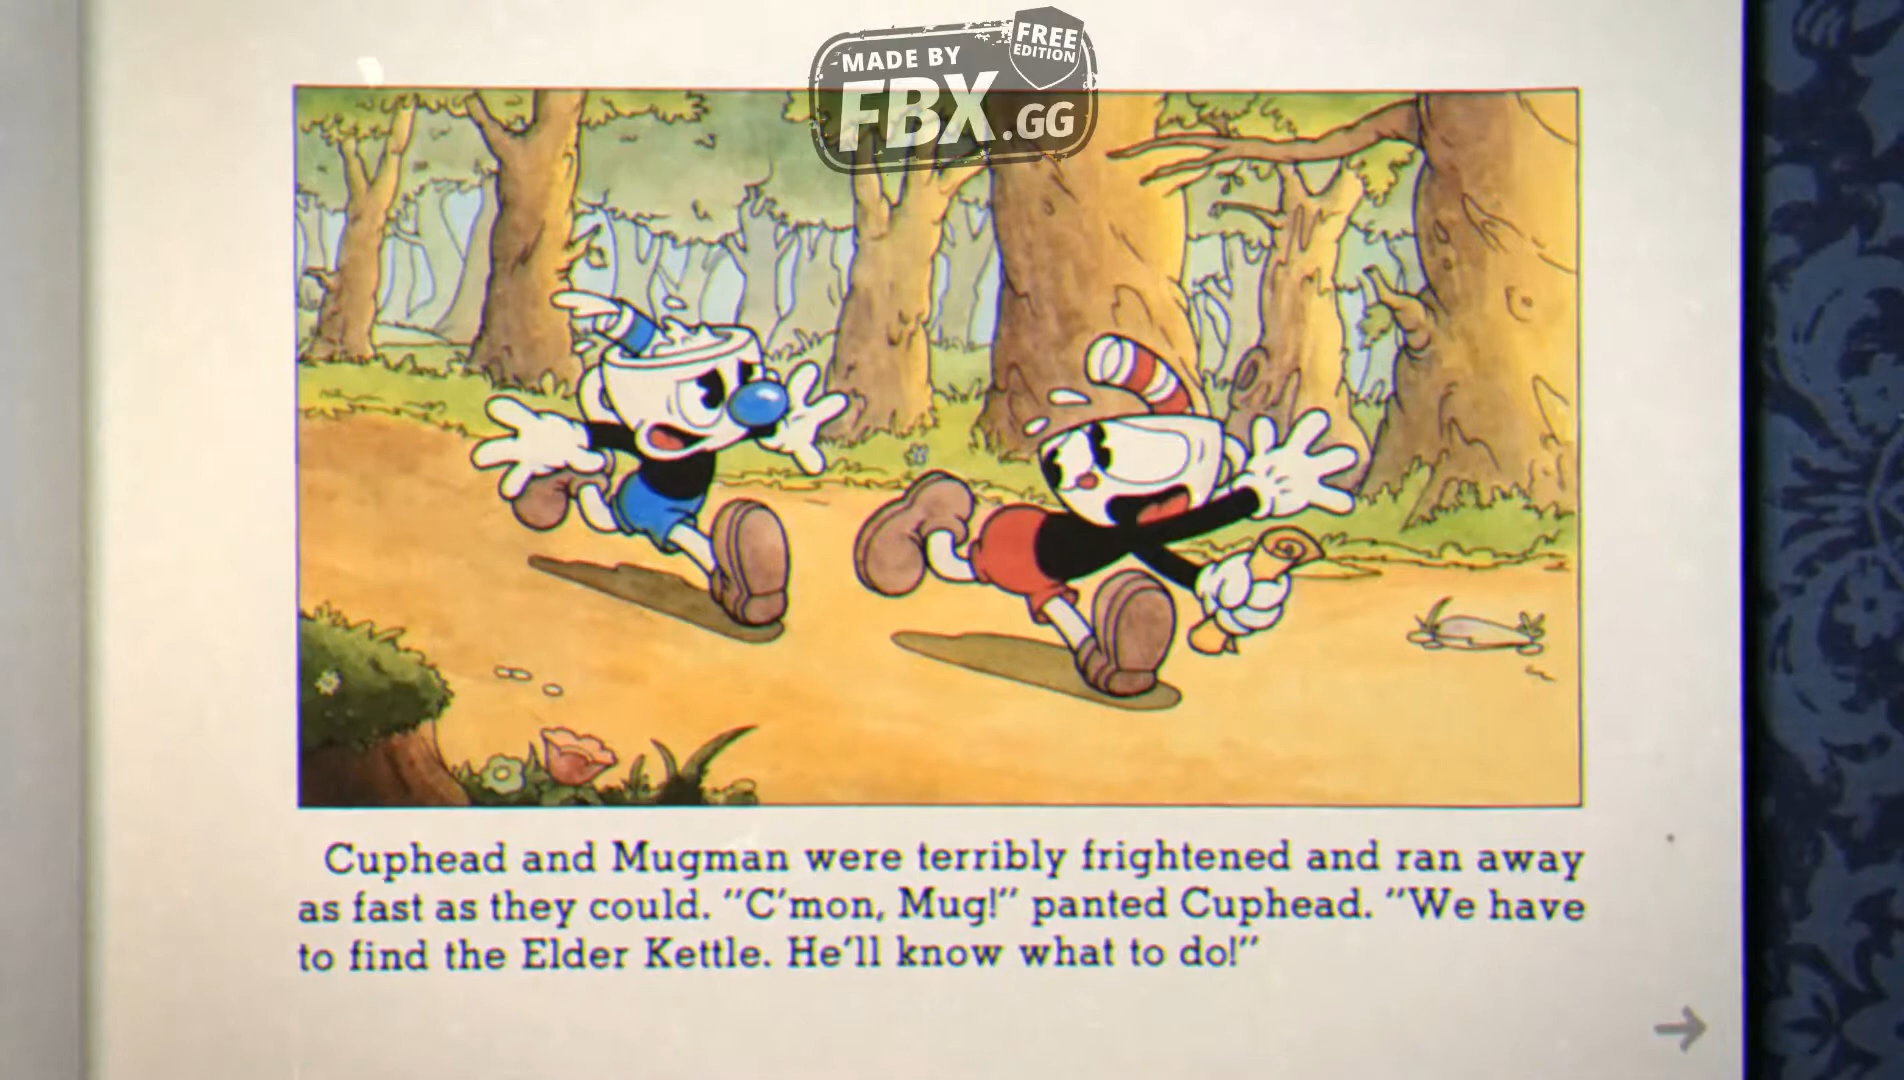 MADE BY
FREE
EDITION
FBX.GG
Cuphead and Mugman were terribly frightened and ran away
as fast as they could. "C'mon, Mug!" panted Cuphead. "We have
to find the Elder Kettle. He'll know what to do!"